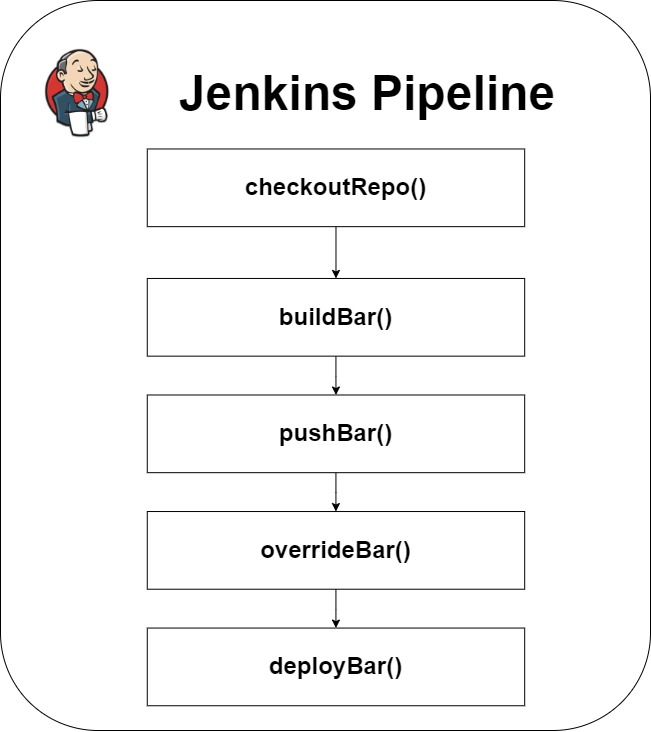 Jenkins Pipeline
checkoutRepo()
buildBar()
pushBar()
overrideBar()
deployBar()